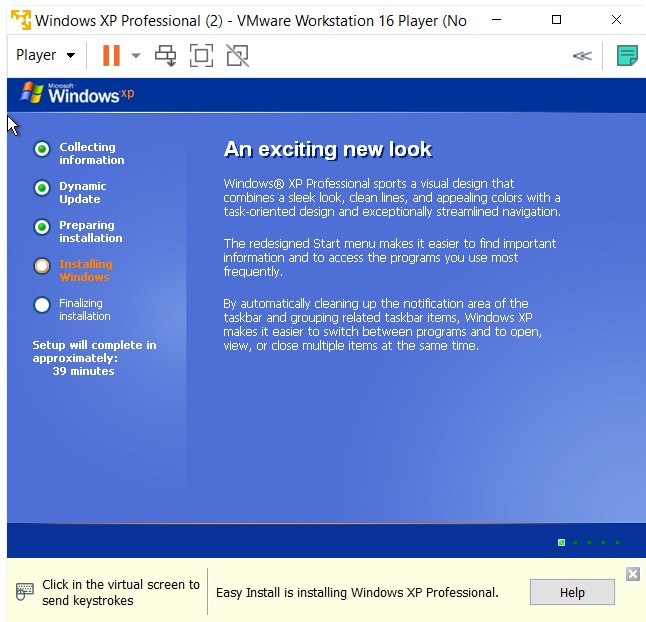 Windows XP Professional (2) - VMware Workstation 16 Player (No
Player
Microsoft
Windows xp
Collecting
information
Dynamic
Update
Preparing
installation
Installing
Windows
Finalizing
installation
Setup will complete in
approximately:
39 minutes
An exciting new look
Windows® XP Professional sports a visual design that
combines a sleek look, clean lines, and appealing colors with a
task-oriented design and exceptionally streamlined navigation.
The redesigned Start menu makes it easier to find important
information and to access the programs you use most
frequently.
By automatically cleaning up the notification area of the
taskbar and grouping related taskbar items, Windows XP
makes it easier to switch between programs and to open,
view, or close multiple items at the same time.
Click in the virtual screen to
send keystrokes
Easy Install is installing Windows XP Professional.
Help